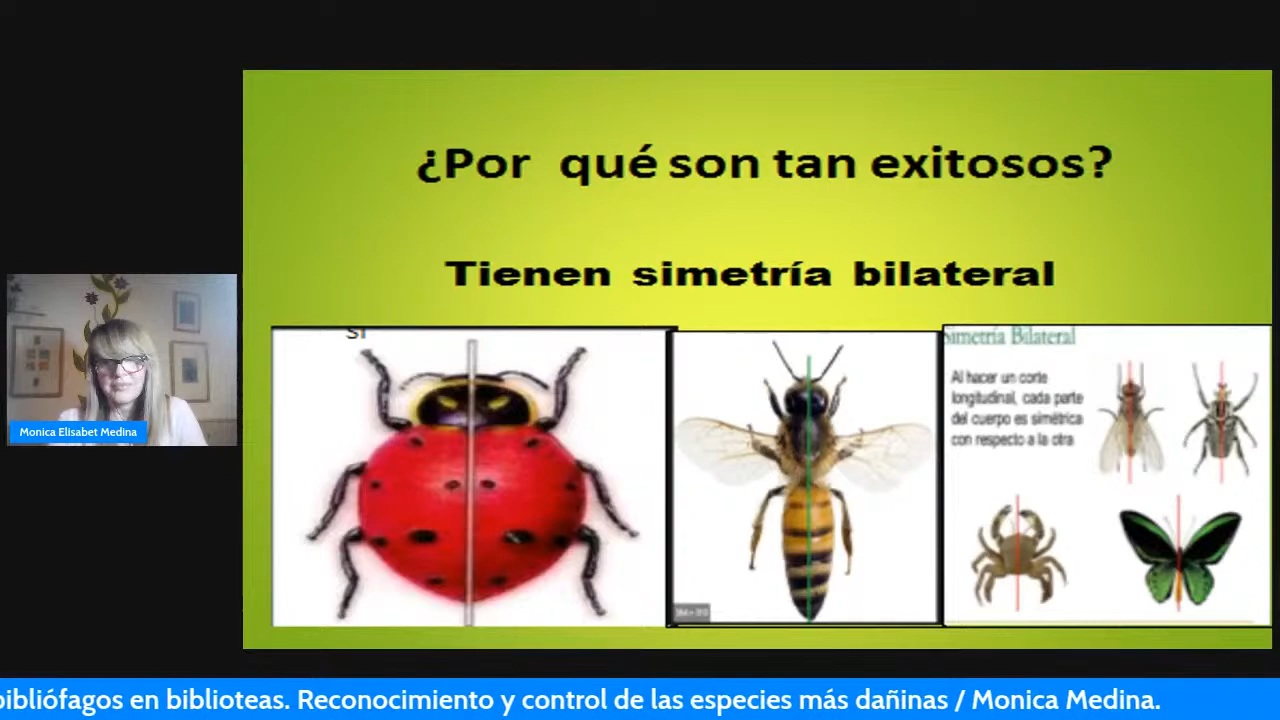 ¿Por qué son tan exitosos?
Tienen simetría bilateral
Simetría Bilateral
Al hacer un corte
longitudinal, cada parte
del cuerpo es simétrica
con respecto a la otra
Monica Elisabet Medina
bibliófagos en biblioteas. Reconocimiento y control de las especies más dañinas / Monica Medina.